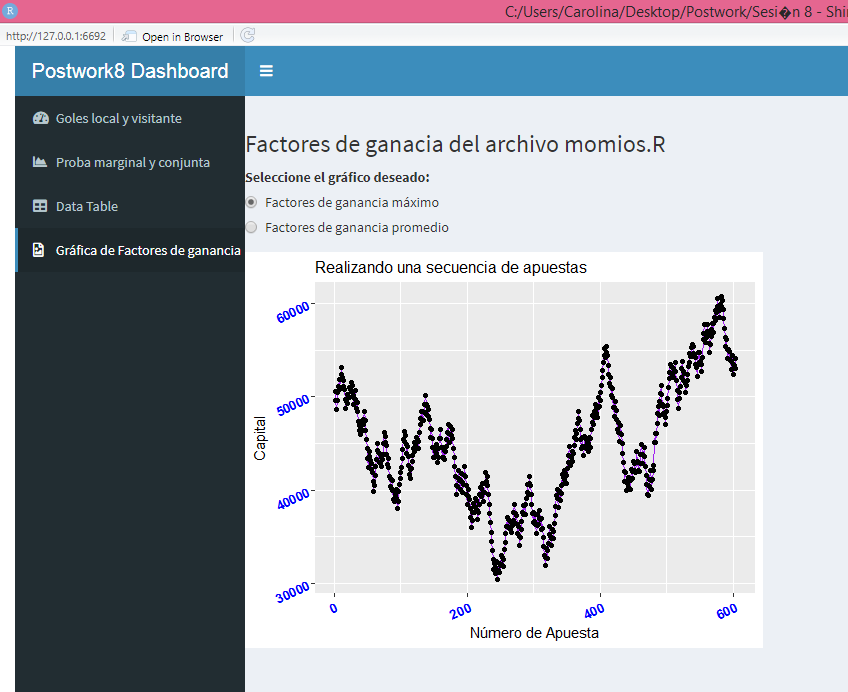 R
C:/Users/Carolina/Desktop/Postwork/Sesi�n 8 - Shi
http://127.0.0.1:6692
Open in Browser
Postwork8 Dashboard
Goles local y visitante
Proba marginal y conjunta
Data Table
Gráfica de Factores de ganancia
Factores de ganacia del archivo momios.R
Seleccione el gráfico deseado:
Factores de ganancia máximo
Factores de ganancia promedio
Realizando una secuencia de apuestas
60000
50000
40000
30000
Capital
0
200
400
600
Número de Apuesta